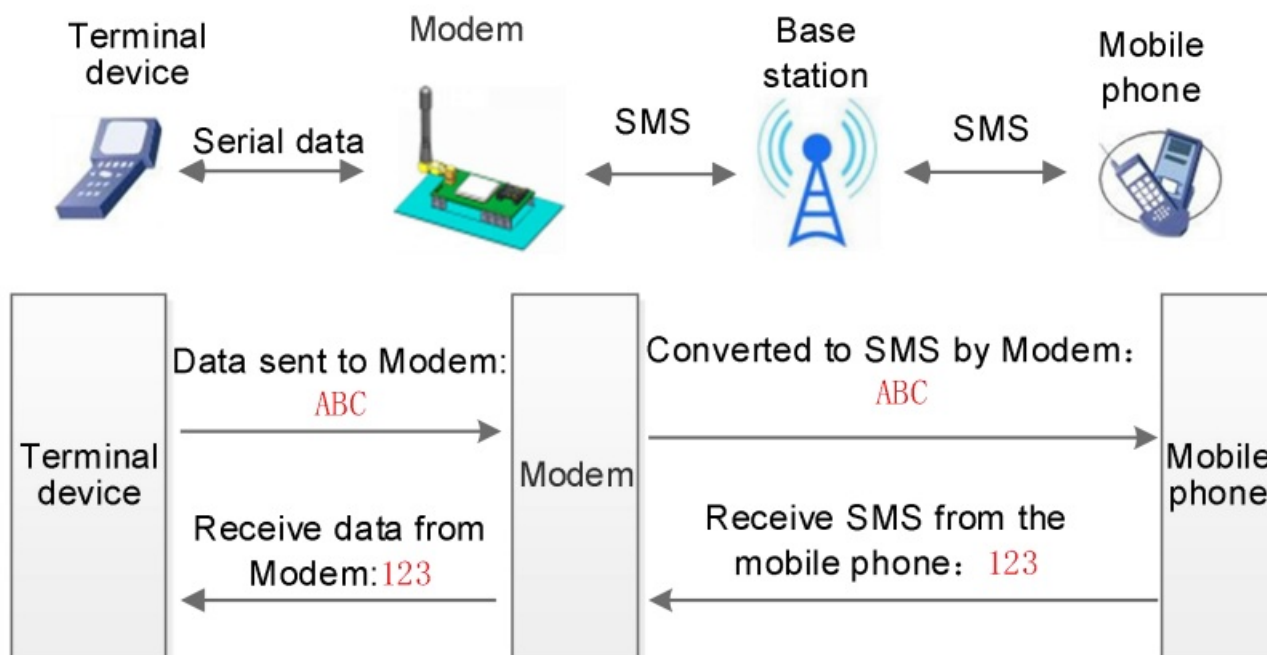 Terminal
device
Modem
Base
station
Mobile
phone
Serial data
SMS
SMS
Data sent to Modem:
ABC
Converted to SMS by Modem：
ABC
Terminal
device
Modem
Mobile
phone
Receive data from
Modem:123
Receive SMS from the
mobile phone：123